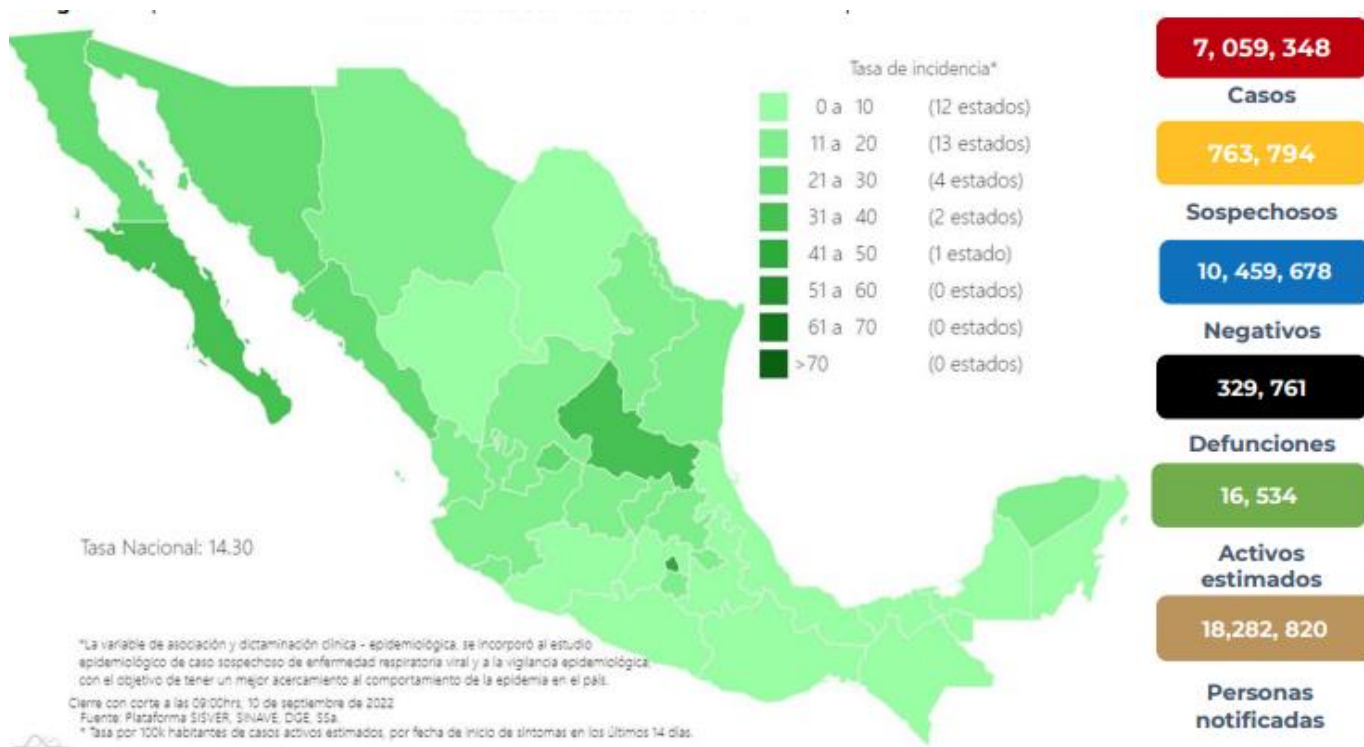 Tasa de incidencia*
0 a 10 (12 estados)
11 a 20 (13 estados)
21 a 30 (4 estados)
31 a 40 (2 estados)
41 a 50 (1 estado)
51 a 60 (0 estados)
61 a 70 (0 estados)
>70 (0 estados)
Tasa Nacional: 14.30
*La variable de asociación y dictaminación clínica - epidemiológica, se incorporó al estudio
epidemiológico de caso sospechoso de enfermedad respiratoria viral y a la vigilancia epidemiológica,
con el objetivo de tener un mejor acercamiento al comportamiento de la epidemia en el país.
Cierre con corte a las 09:00hrs, 10 de septiembre de 2022
Fuente: Plataforma SISVER, SINAVE, DGE, SSa.
* Tasa por 100k habitantes de casos activos estimados, por fecha de inicio de síntomas en los últimos 14 días.
7, 059, 348
Casos
763, 794
Sospechosos
10, 459, 678
Negativos
329, 761
Defunciones
16, 534
Activos
estimados
18,282, 820
Personas
notificadas